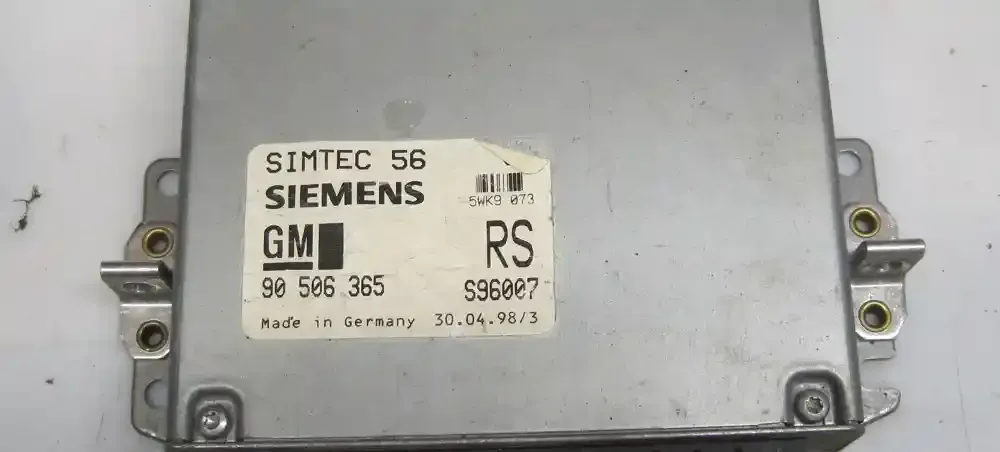 SIMTEC 56
SIEMENS
5WK9 073
GM
RS
90 506 365
S96007
Made in Germany 30.04.98/3